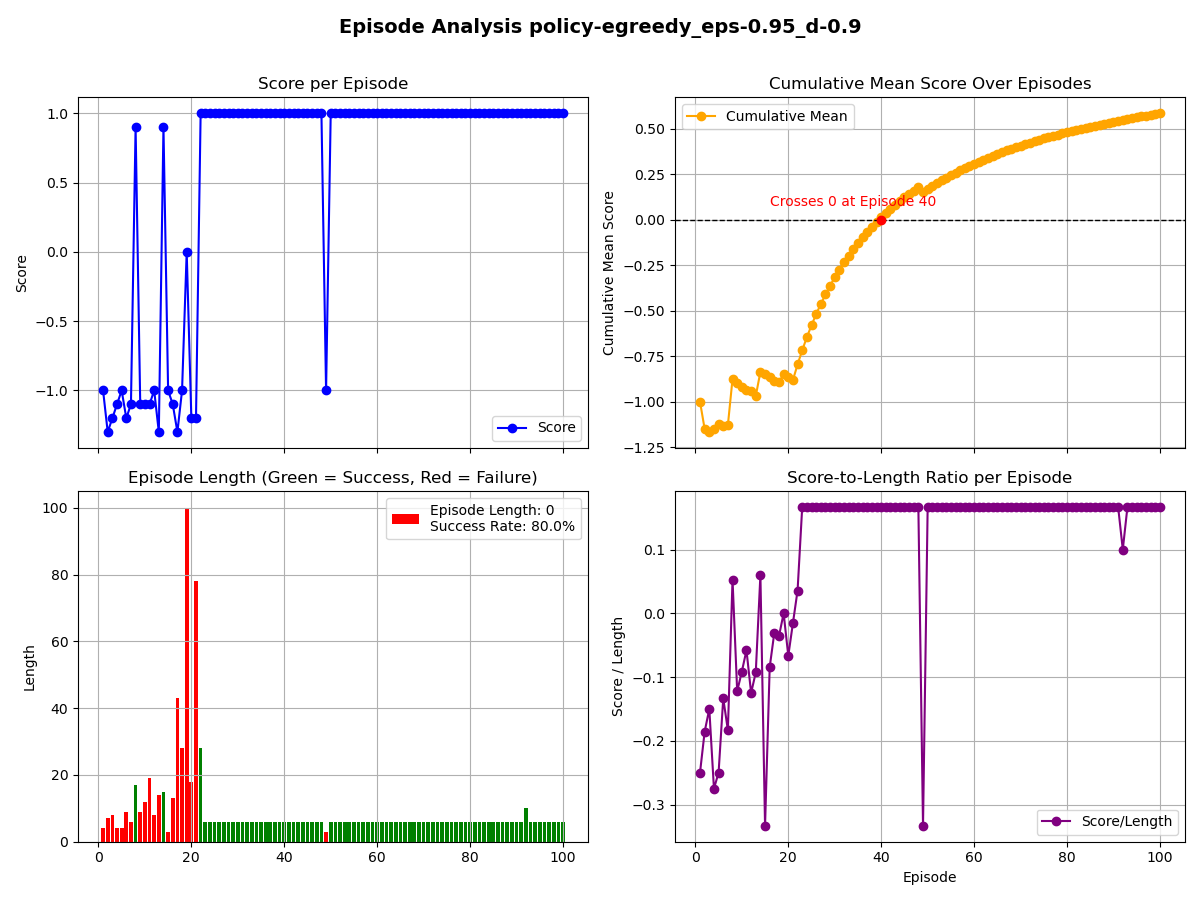 Episode Analysis policy-egreedy_eps-0.95_d-0.9
Score per Episode
1.0
0.5
0.0
−0.5
−1.0
Score
Score
Cumulative Mean Score Over Episodes
Cumulative Mean
0.50
0.25
0.00
−0.25
−0.50
−0.75
−1.00
−1.25
Cumulative Mean Score
Crosses 0 at Episode 40
Episode Length (Green = Success, Red = Failure)
Episode Length: 0
Success Rate: 80.0%
100
80
60
40
20
0
Length
0 20 40 60 80 100
Score-to-Length Ratio per Episode
0.1
0.0
−0.1
−0.2
−0.3
Score / Length
Score/Length
0 20 40 60 80 100
Episode